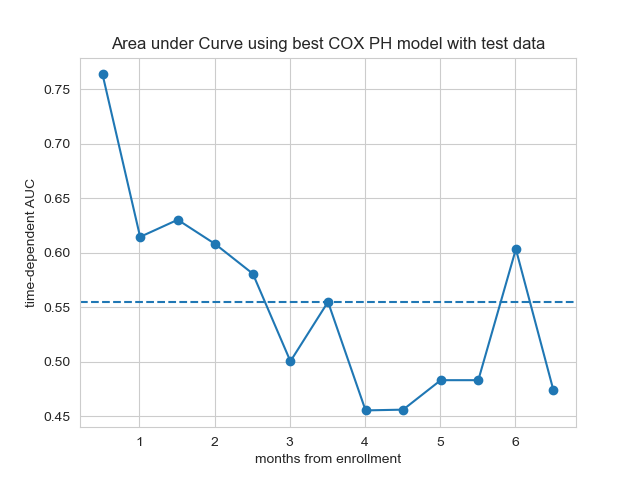 Area under Curve using best COX PH model with test data
time-dependent AUC
0.75
0.70
0.65
0.60
0.55
0.50
0.45
1 2 3 4 5 6
months from enrollment